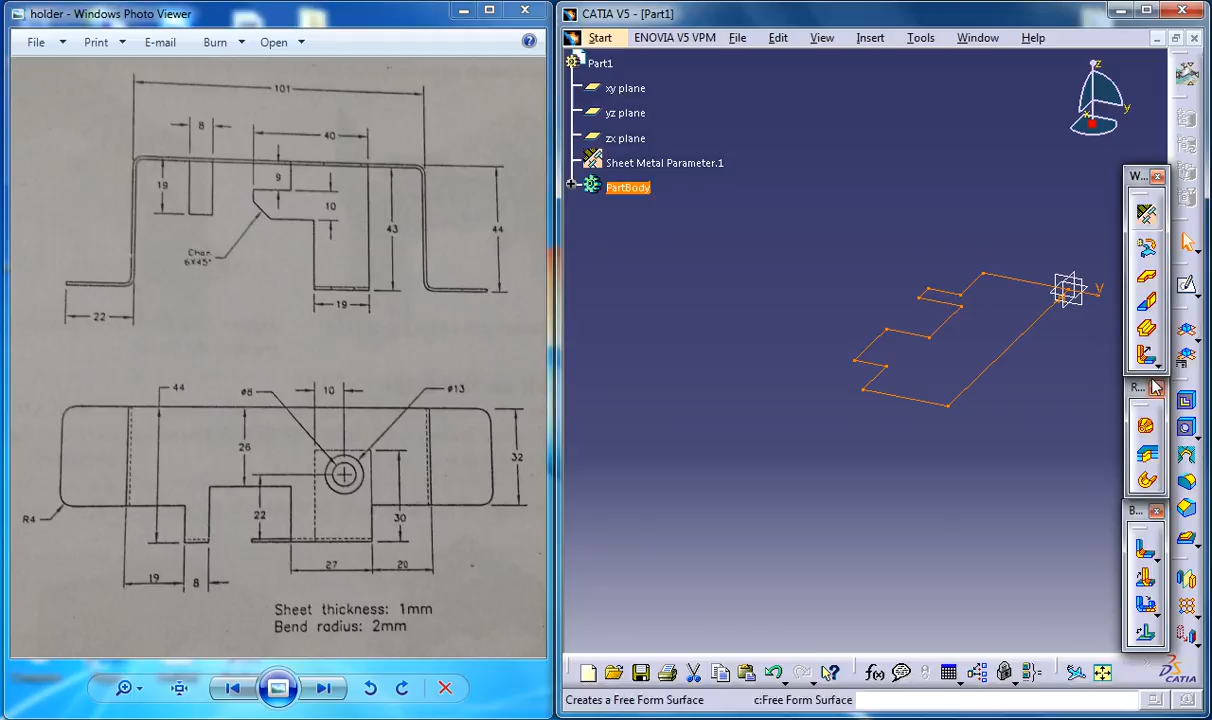 holder - Windows Photo Viewer
File Print E-mail Burn Open
101
8
40
19
9
10
43
44
Char.
6X45°
19
22
44
ø8
10
ø13
26
32
R4
22
30
19
8
27
20
Sheet thickness: 1mm
Bend radius: 2mm
CATIA V5 - [Part1]
Start ENOVIA V5 VPM File Edit View Insert Tools Window Help
Part1
xy plane
yz plane
zx plane
Sheet Metal Parameter.1
PartBody
z
y
x
y
W...
R...
B...
f(x)
CATIA
Creates a Free Form Surface
c:Free Form Surface